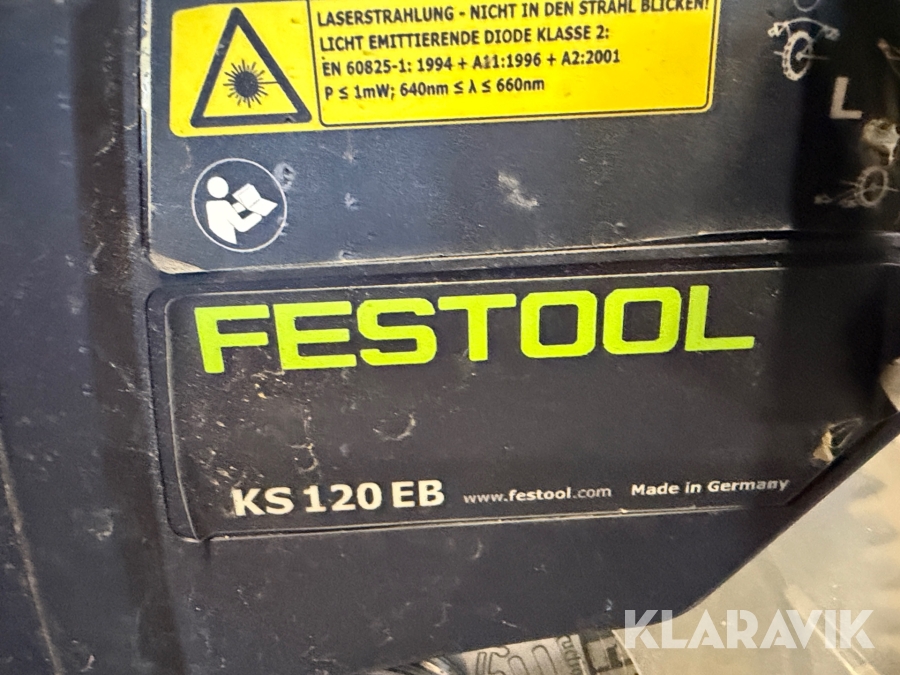 LASERSTRAHLUNG - NICHT IN DEN STRAHL BLICKEN!
LICHT EMITTIERENDE DIODE KLASSE 2:
EN 60825-1: 1994 + A11:1996 + A2:2001
P ≤ 1mW; 640nm ≤ λ ≤ 660nm
L
FESTOOL
KS 120 EB www.festool.com Made in Germany
KLARAVIK